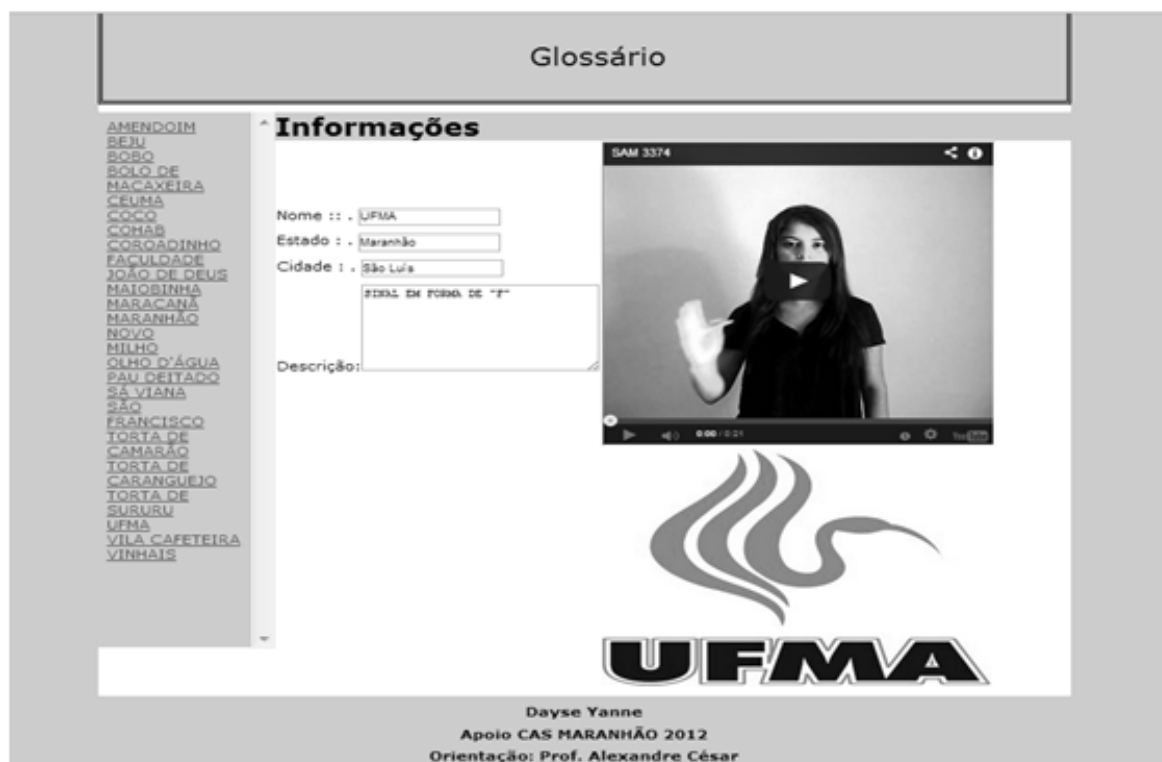 Glossário
AMENDOIM
BEJU
BOBO
BOLO DE
MACAXEIRA
CEUMA
COCO
COHAB
COROADINHO
FACULDADE
JOÃO DE DEUS
MAIOBINHA
MARACANÃ
MARANHÃO
NOVO
MILHO
OLHO D'ÁGUA
PAU DEITADO
SÁ VIANA
SÃO
FRANCISCO
TORTA DE
CAMARÃO
TORTA DE
CARANGUEJO
TORTA DE
SURURU
UFMA
VILA CAFETEIRA
VINHAIS
Informações
Nome :: . UFMA
Estado : . Maranhão
Cidade : . São Luís
Descrição: SINAL EM FORMA DE "F"
SAM 3374
0:00 / 0:21
YouTube
UFMA
Dayse Yanne
Apoio CAS MARANHÃO 2012
Orientação: Prof. Alexandre César